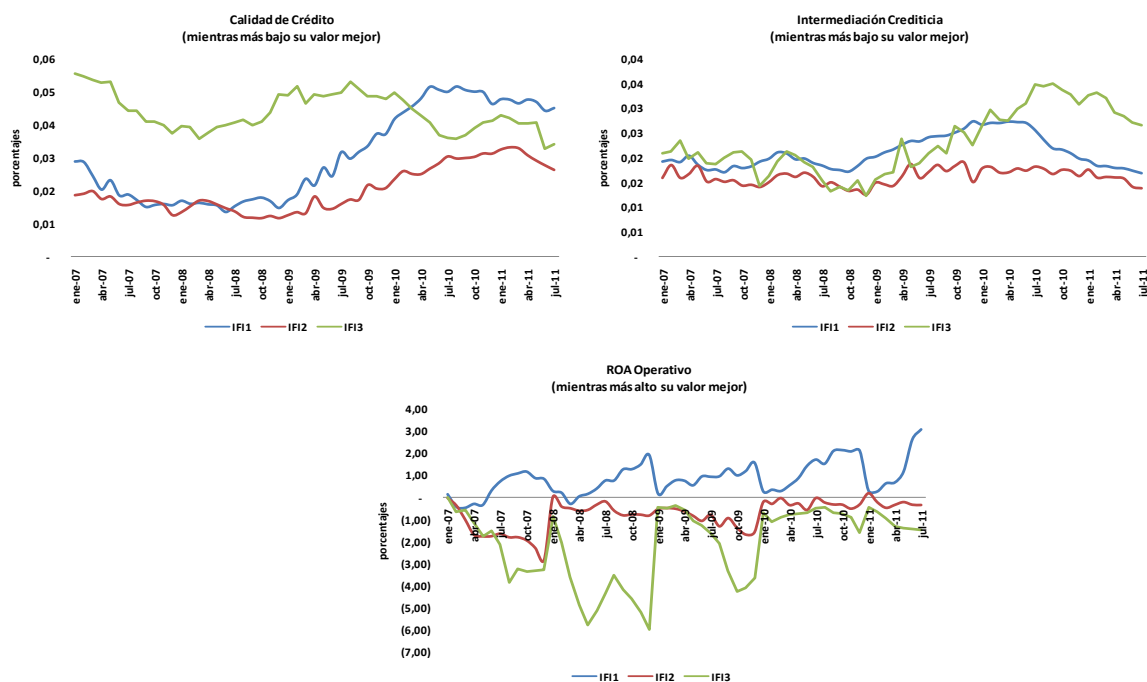 Calidad de Crédito
(mientras más bajo su valor mejor)
0,06
0,05
0,04
0,03
0,02
0,01
-
porcentajes
ene-07
abr-07
jul-07
oct-07
ene-08
abr-08
jul-08
oct-08
ene-09
abr-09
jul-09
oct-09
ene-10
abr-10
jul-10
oct-10
ene-11
abr-11
jul-11
IFI1 IFI2 IFI3
Intermediación Crediticia
(mientras más bajo su valor mejor)
0,04
0,04
0,03
0,03
0,02
0,02
0,01
0,01
-
porcentajes
ene-07
abr-07
jul-07
oct-07
ene-08
abr-08
jul-08
oct-08
ene-09
abr-09
jul-09
oct-09
ene-10
abr-10
jul-10
oct-10
ene-11
abr-11
jul-11
IFI1 IFI2 IFI3
ROA Operativo
(mientras más alto su valor mejor)
4,00
3,00
2,00
1,00
-
(1,00)
(2,00)
(3,00)
(4,00)
(5,00)
(6,00)
(7,00)
porcentajes
ene-07
abr-07
jul-07
oct-07
ene-08
abr-08
jul-08
oct-08
ene-09
abr-09
jul-09
oct-09
ene-10
abr-10
jul-10
oct-10
ene-11
abr-11
jul-11
IFI1 IFI2 IFI3